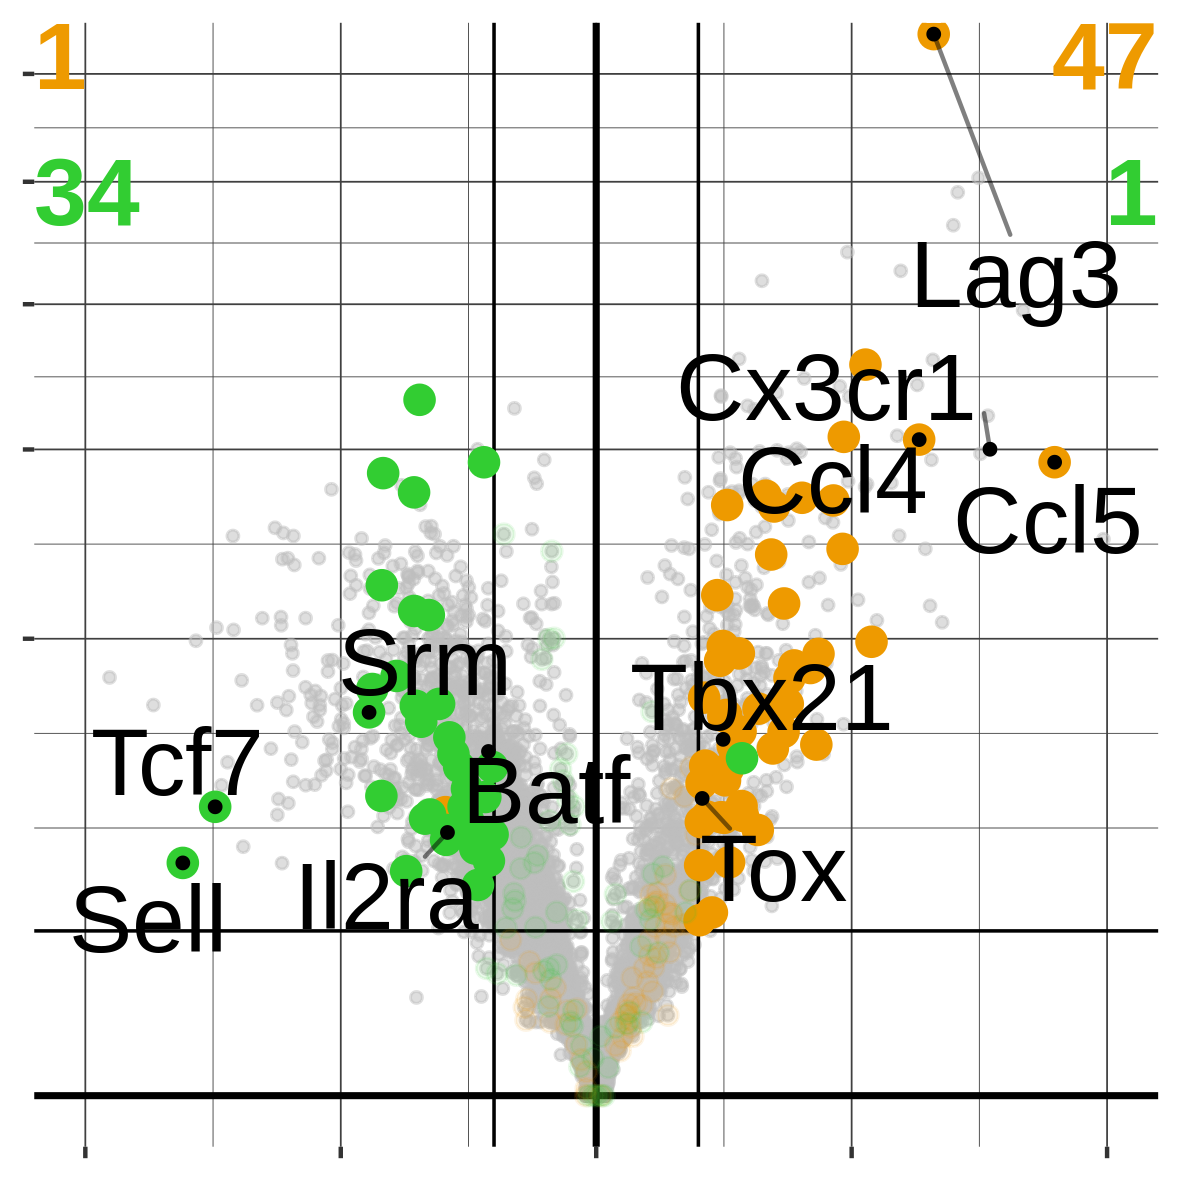 1 47
34 1
Lag3
Cx3cr1
Ccl4
Ccl5
Srm
Tbx21
Tcf7
Batf
Tox
Il2ra
Sell